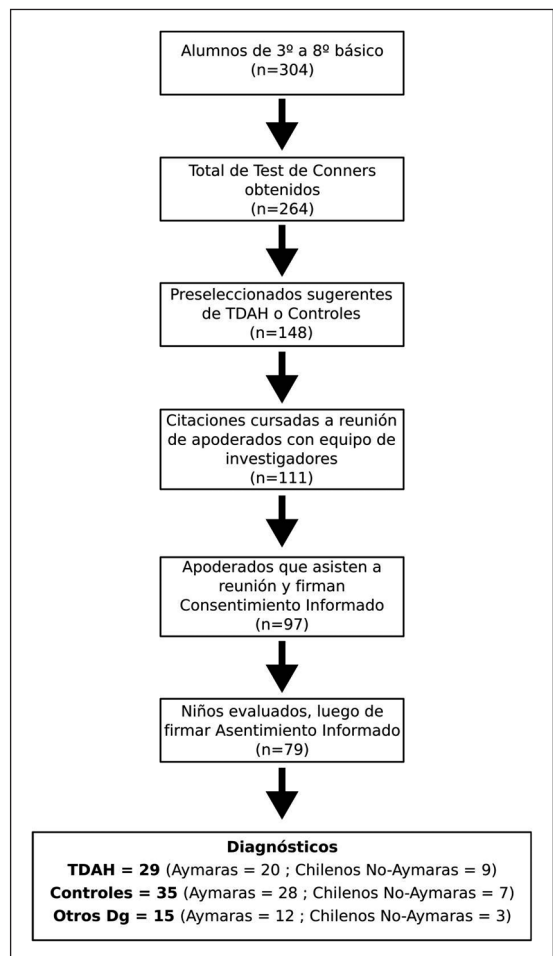 Alumnos de 3º a 8º básico
(n=304)
Total de Test de Conners
obtenidos
(n=264)
Preseleccionados sugerentes
de TDAH o Controles
(n=148)
Citaciones cursadas a reunión
de apoderados con equipo de
investigadores
(n=111)
Apoderados que asisten a
reunión y firman
Consentimiento Informado
(n=97)
Niños evaluados, luego de
firmar Asentimiento Informado
(n=79)
Diagnósticos
TDAH = 29 (Aymaras = 20 ; Chilenos No-Aymaras = 9)
Controles = 35 (Aymaras = 28 ; Chilenos No-Aymaras = 7)
Otros Dg = 15 (Aymaras = 12 ; Chilenos No-Aymaras = 3)